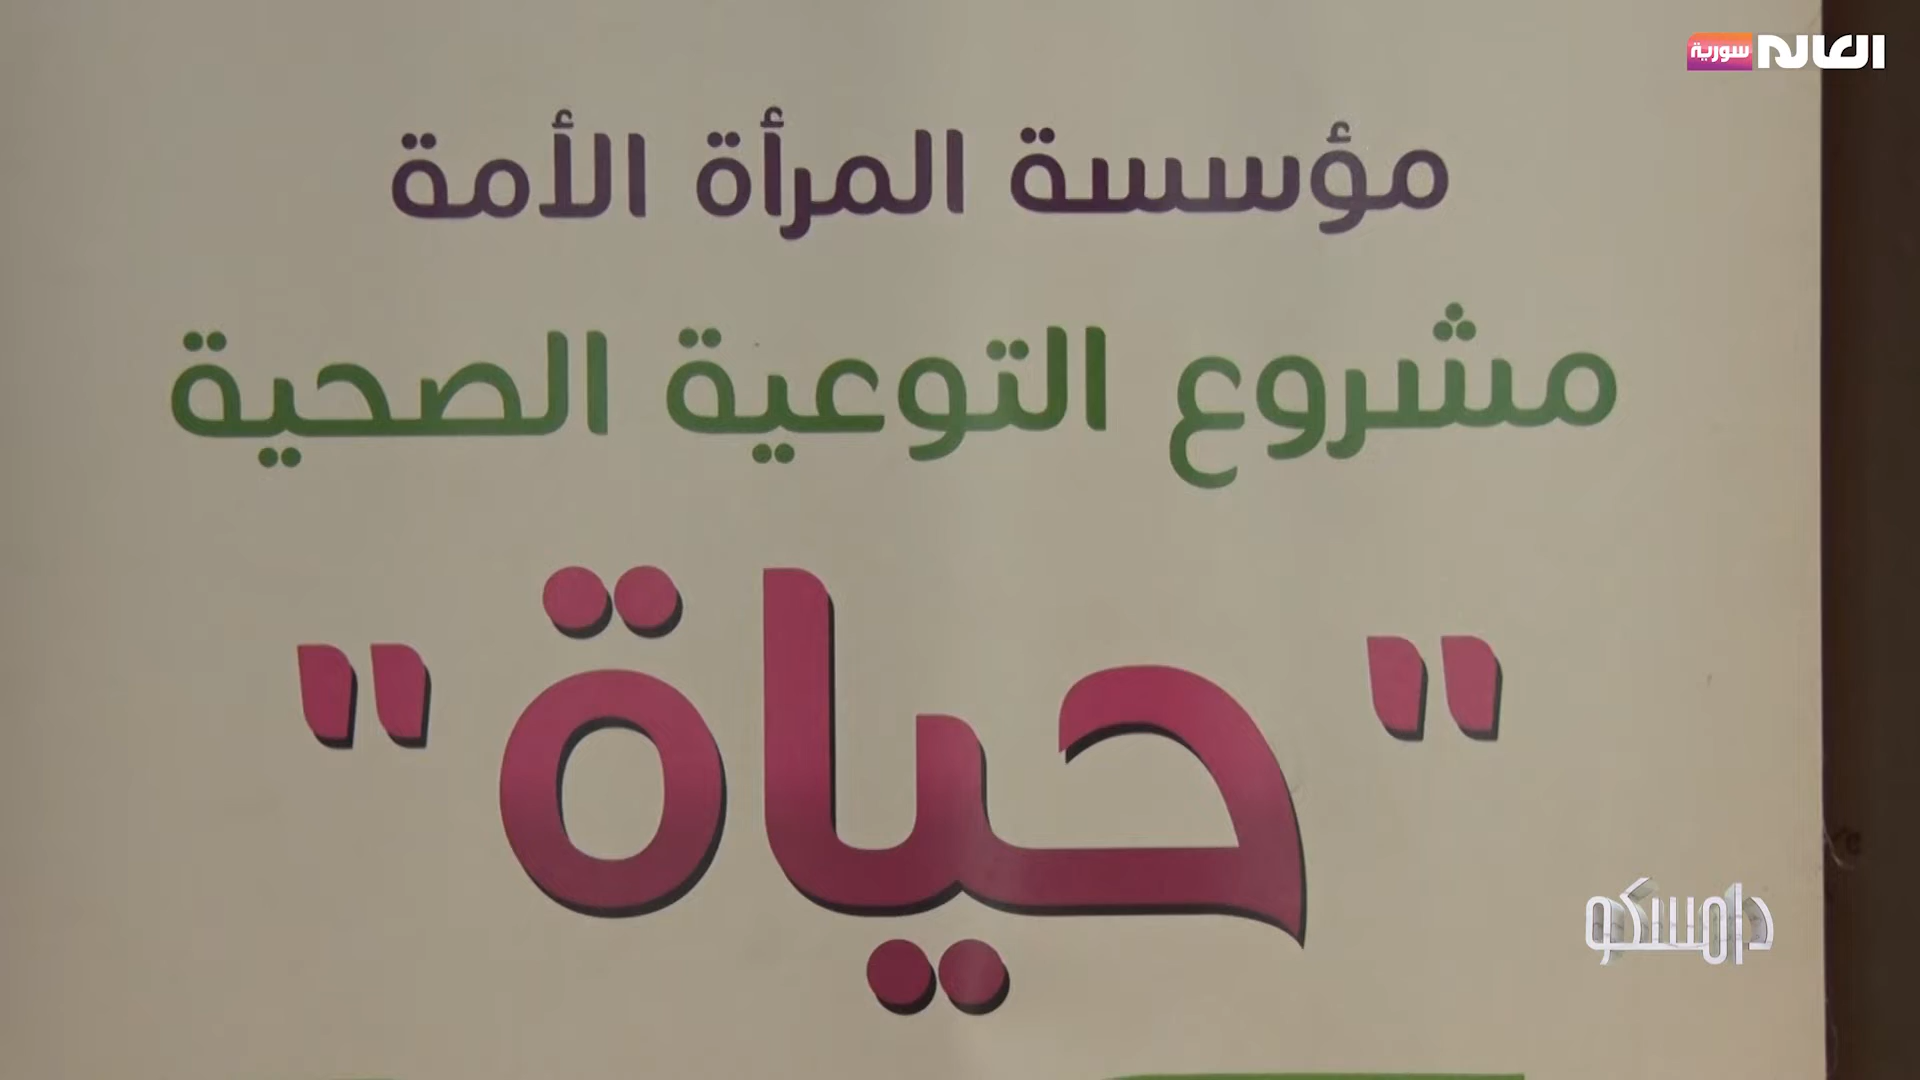 العالم سورية
مؤسسة المرأة الأمة
مشروع التوعية الصحية
"حياة"
دامسكو